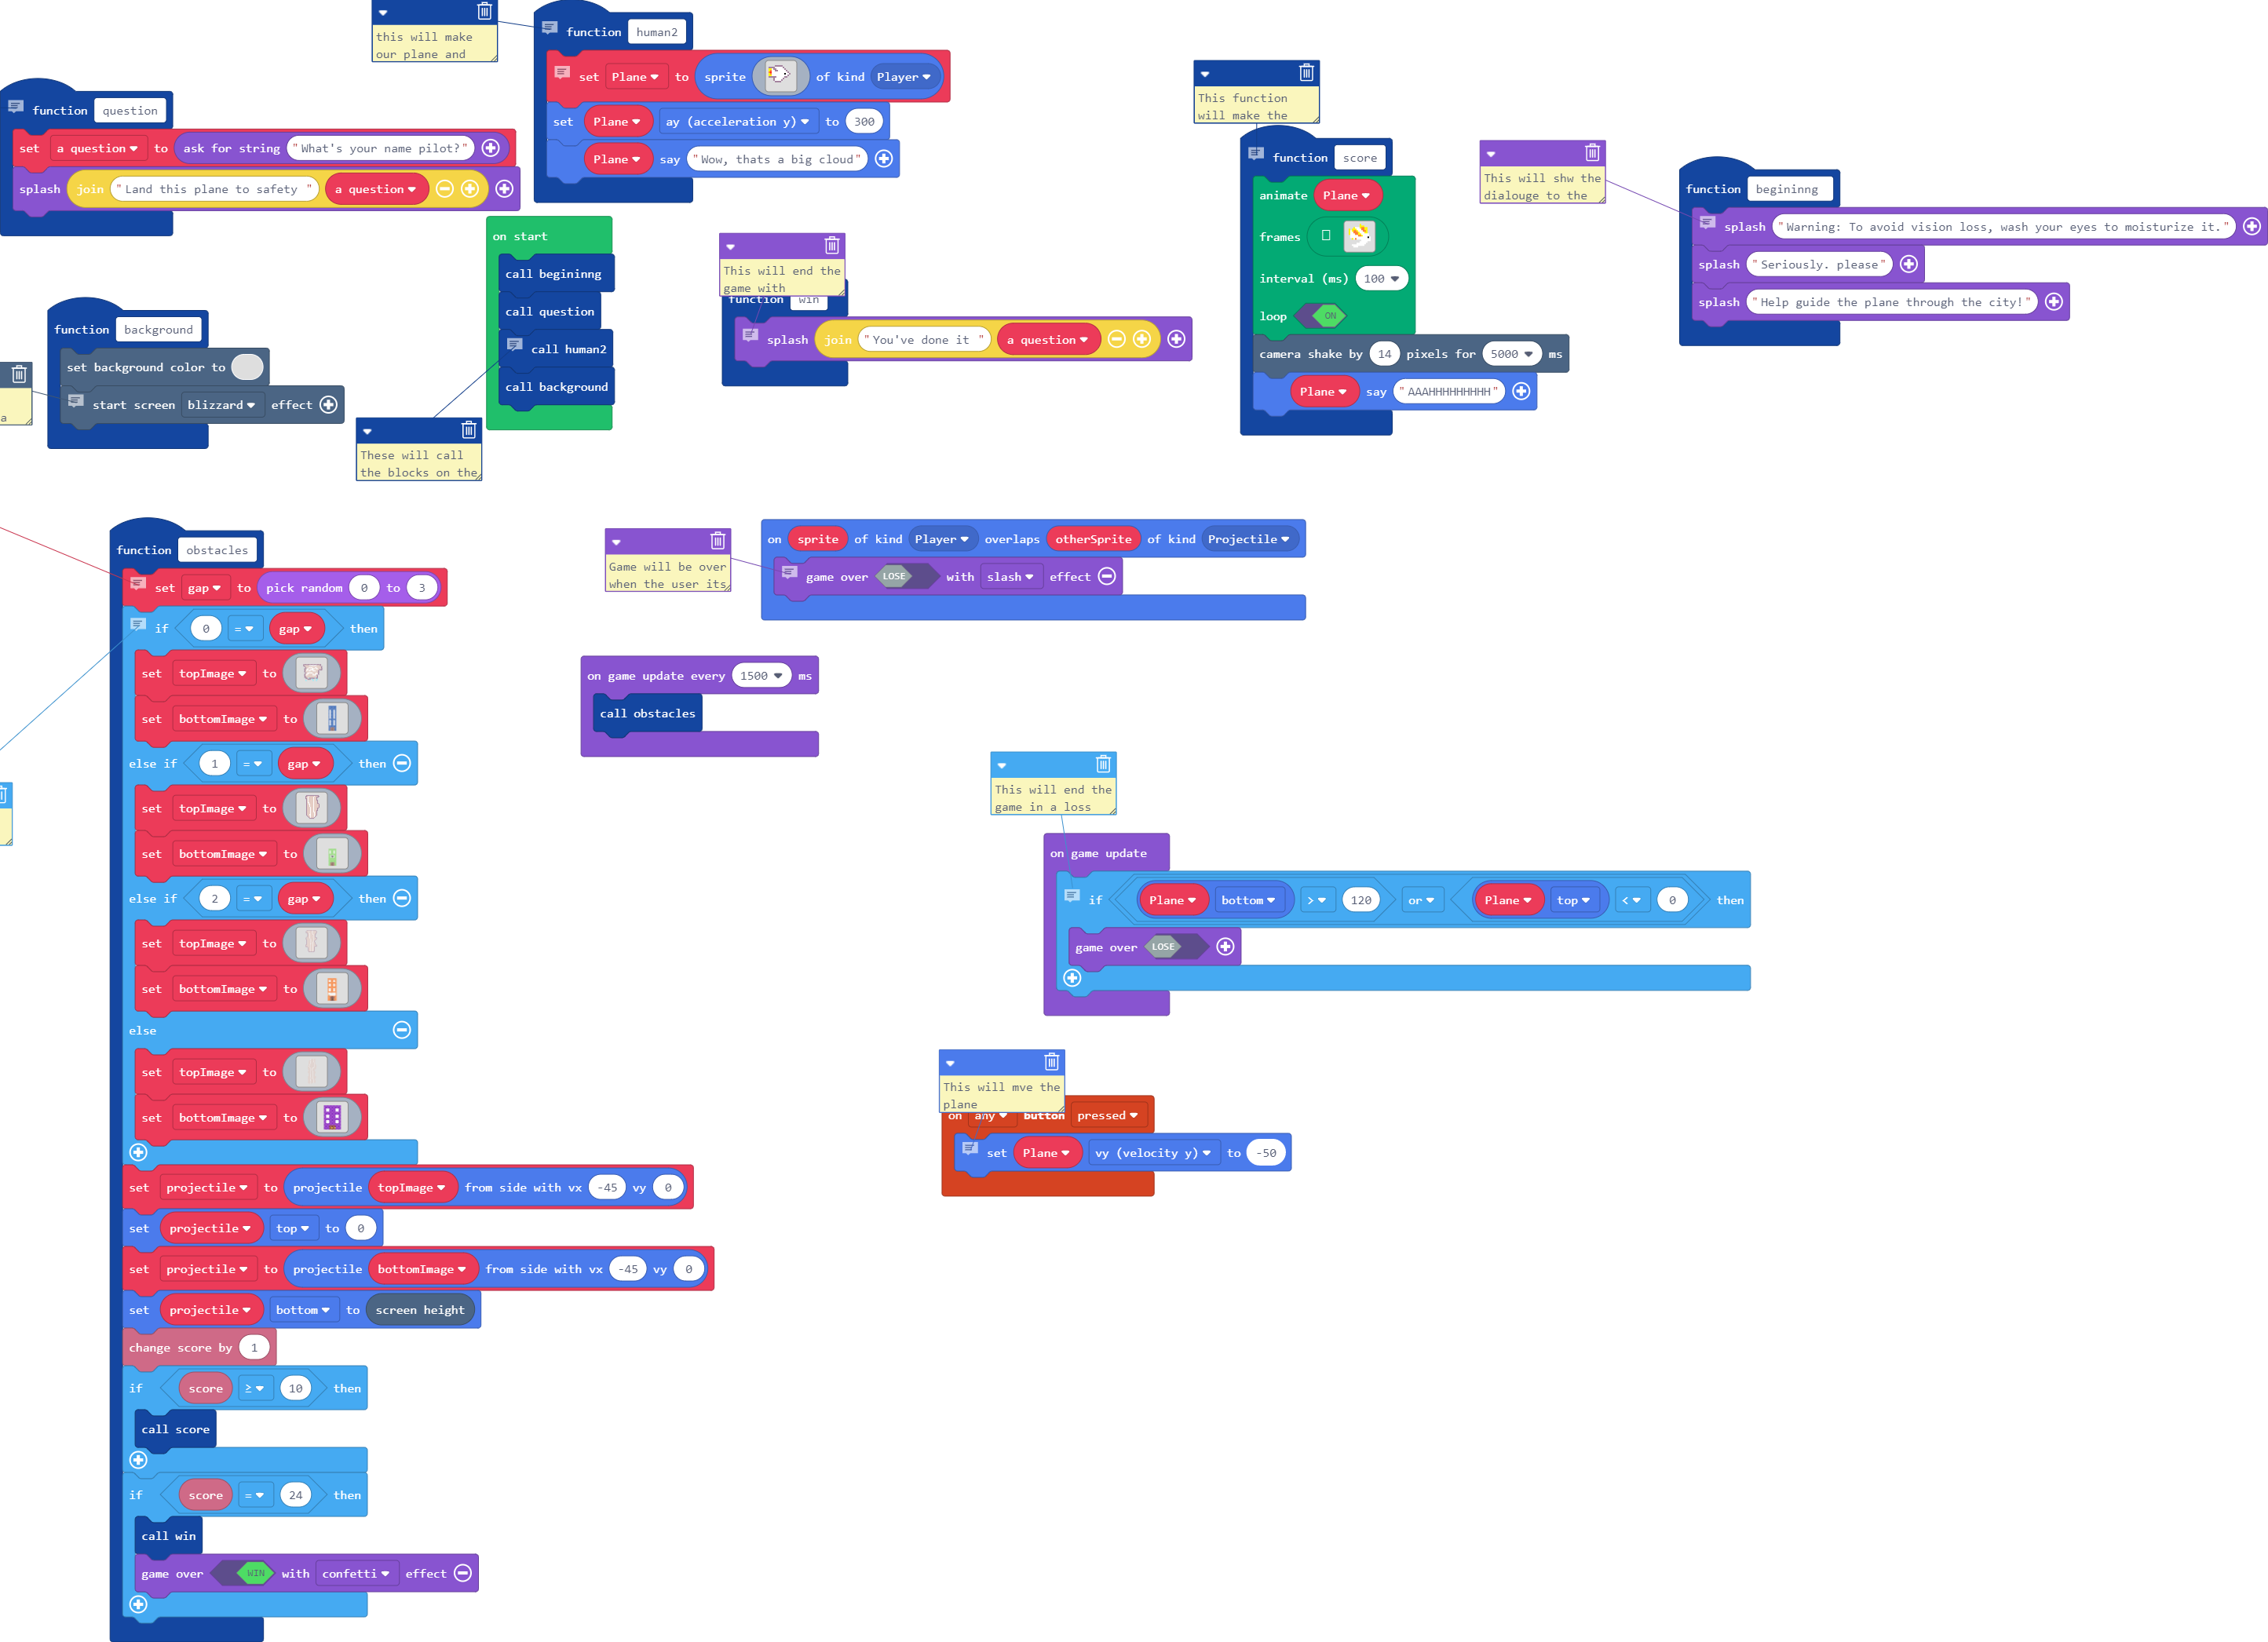 this will make
our plane and
function human2
set Plane to sprite of kind Player
set Plane ay (acceleration y) to 300
Plane say "Wow, thats a big cloud"
function question
set a question to ask for string "What's your name pilot?"
splash join "Land this plane to safety " a question
This function
will make the
function score
animate Plane
frames
interval (ms) 100
loop ON
camera shake by 14 pixels for 5000 ms
Plane say "AAAHHHHHHHHHH"
This will shw the
dialouge to the
function begininng
splash "Warning: To avoid vision loss, wash your eyes to moisturize it."
splash "Seriously. please"
splash "Help guide the plane through the city!"
on start
call begininng
call question
call human2
call background
This will end the
game with
function win
splash join "You've done it " a question
function background
set background color to
start screen blizzard effect
a
These will call
the blocks on the
function obstacles
set gap to pick random 0 to 3
if 0 = gap then
set topImage to
set bottomImage to
else if 1 = gap then
set topImage to
set bottomImage to
else if 2 = gap then
set topImage to
set bottomImage to
else
set topImage to
set bottomImage to
set projectile to projectile topImage from side with vx -45 vy 0
set projectile top to 0
set projectile to projectile bottomImage from side with vx -45 vy 0
set projectile bottom to screen height
change score by 1
if score ≥ 10 then
call score
if score = 24 then
call win
game over WIN with confetti effect
Game will be over
when the user its
on sprite of kind Player overlaps otherSprite of kind Projectile
game over LOSE with slash effect
on game update every 1500 ms
call obstacles
This will end the
game in a loss
on game update
if Plane bottom > 120 or Plane top < 0 then
game over LOSE
This will mve the
plane
on any button pressed
set Plane vy (velocity y) to -50